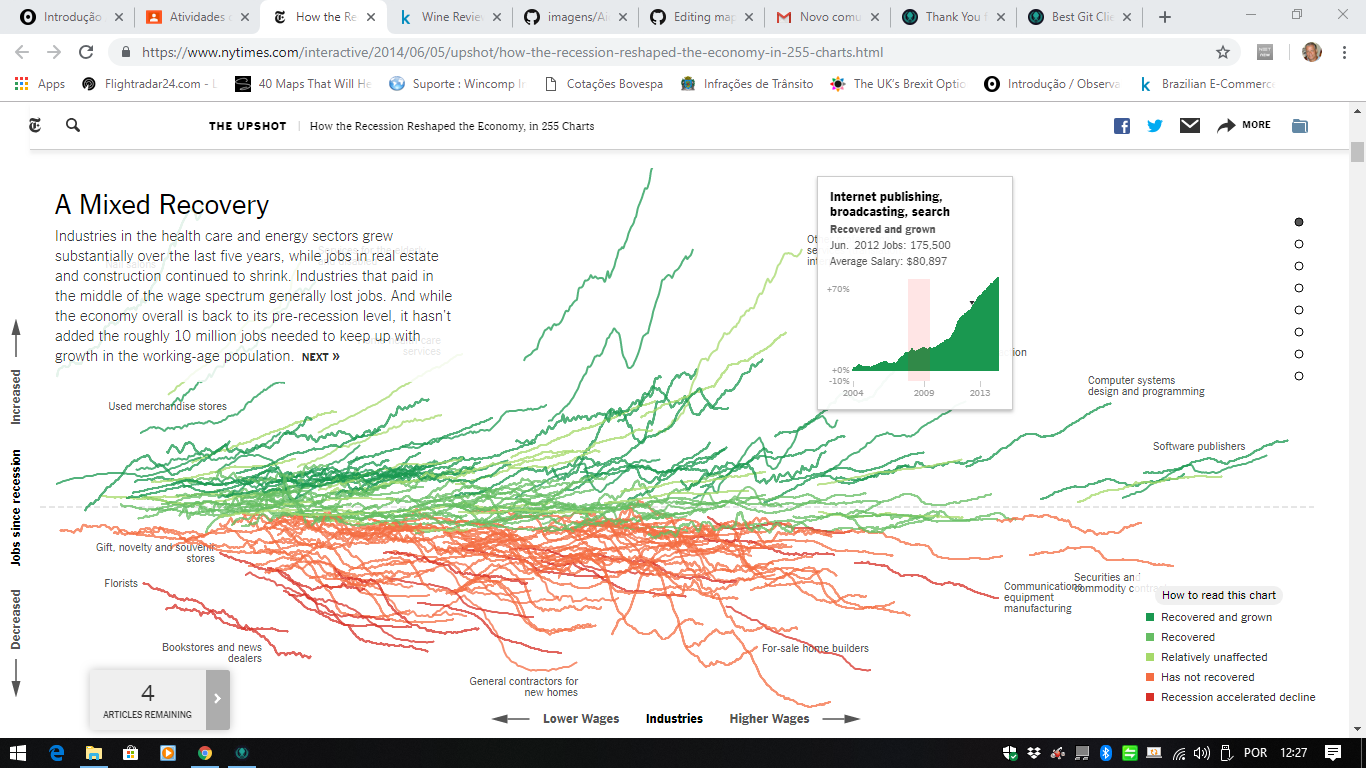 Introdução
Atividades
How the Re
Wine Revie
imagens/Ai
Editing map
Novo comu
Thank You f
Best Git Clie
https://www.nytimes.com/interactive/2014/06/05/upshot/how-the-recession-reshaped-the-economy-in-255-charts.html
Apps
Flightradar24.com - L
40 Maps That Will He
Suporte : Wincomp In
Cotações Bovespa
Infrações de Trânsito
The UK's Brexit Optio
Introdução / Observa
Brazilian E-Commerc
THE UPSHOT | How the Recession Reshaped the Economy, in 255 Charts
MORE
A Mixed Recovery
Industries in the health care and energy sectors grew
substantially over the last five years, while jobs in real estate
and construction continued to shrink. Industries that paid in
the middle of the wage spectrum generally lost jobs. And while
the economy overall is back to its pre-recession level, it hasn't
added the roughly 10 million jobs needed to keep up with
growth in the working-age population. NEXT »
services
Internet publishing,
broadcasting, search
Recovered and grown
Jun. 2012 Jobs: 175,500
Average Salary: $80,897
+70%
+0%
-10%
2004
2009
2013
Ot
se
int
ion
Increased
Jobs since recession
Decreased
Used merchandise stores
Computer systems
design and programming
Software publishers
Gift, novelty and souvenir
stores
Florists
Bookstores and news
dealers
General contractors for
new homes
For-sale home builders
Communications
equipment
manufacturing
Securities and
commodity
How to read this chart
Recovered and grown
Recovered
Relatively unaffected
Has not recovered
Recession accelerated decline
4
ARTICLES REMAINING
Lower Wages
Industries
Higher Wages
POR
12:27